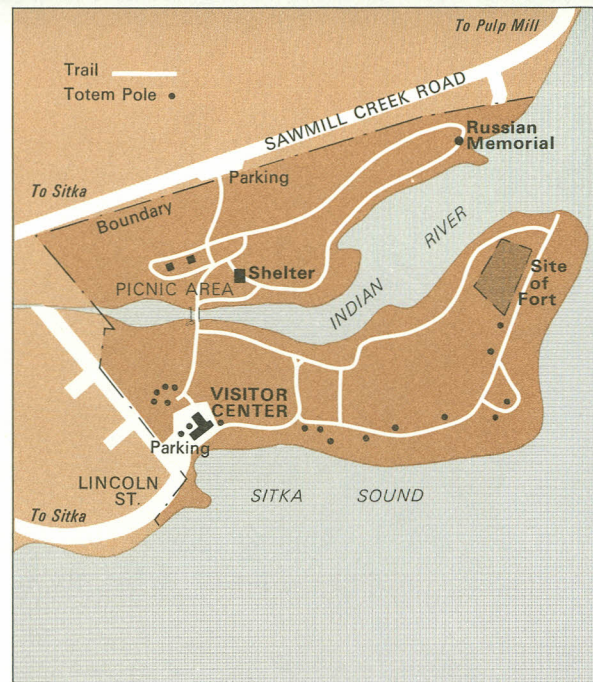 To Pulp Mill
Trail
Totem Pole
SAWMILL CREEK ROAD
Russian
Memorial
To Sitka
Parking
Boundary
RIVER
INDIAN
Shelter
PICNIC AREA
Site
of
Fort
VISITOR
CENTER
Parking
LINCOLN
ST.
SITKA SOUND
To Sitka